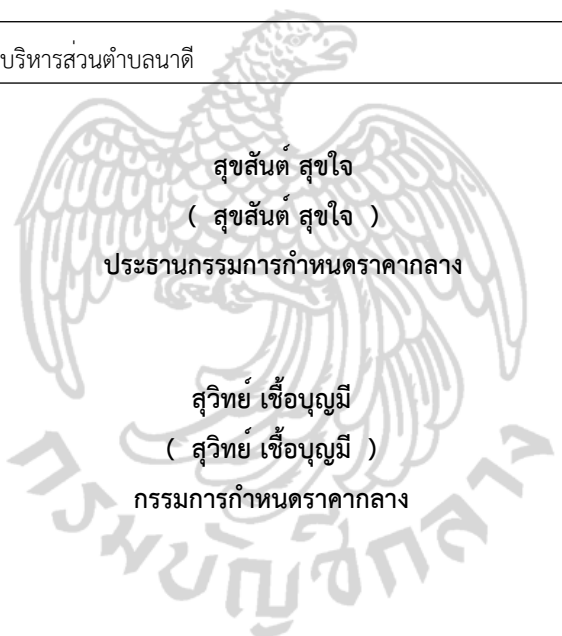 บริหารส่วนตำบลนาดี
สุขสันต์ สุขใจ
( สุขสันต์ สุขใจ )
ประธานกรรมการกำหนดราคากลาง
สุวิทย์ เชื้อบุญมี
( สุวิทย์ เชื้อบุญมี )
กรรมการกำหนดราคากลาง
กรมบัญชีกลาง